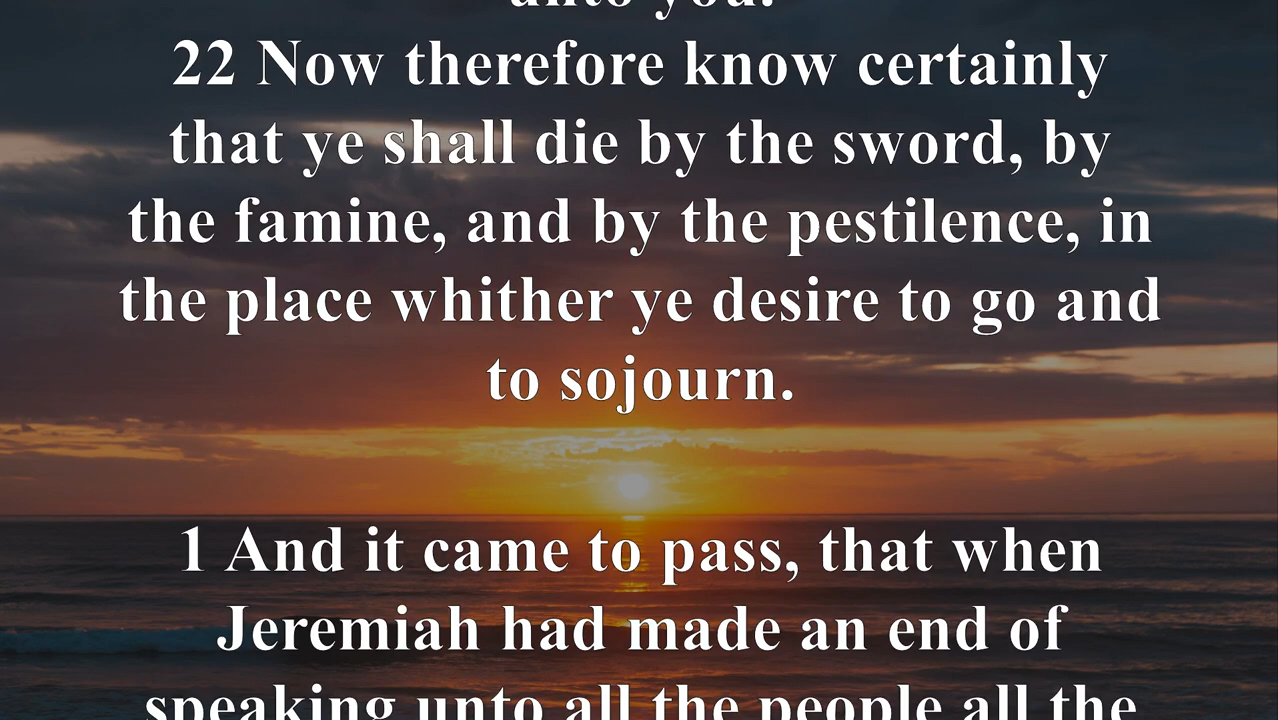 unto you.
22 Now therefore know certainly
that ye shall die by the sword, by
the famine, and by the pestilence, in
the place whither ye desire to go and
to sojourn.
1 And it came to pass, that when
Jeremiah had made an end of
speaking unto all the people all the